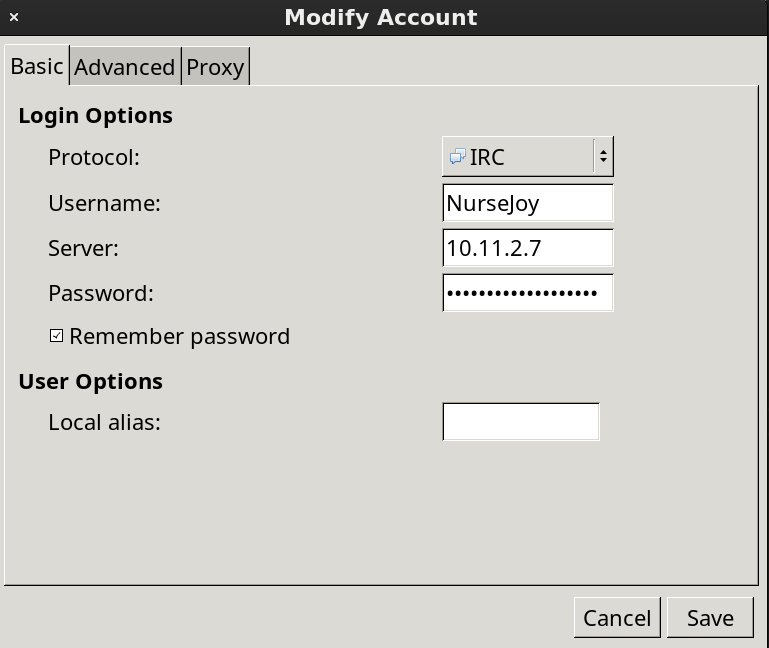 Modify Account
Basic Advanced Proxy
Login Options
Protocol: IRC
Username: NurseJoy
Server: 10.11.2.7
Password: •••••••••••••••••••
Remember password
User Options
Local alias:
Cancel Save